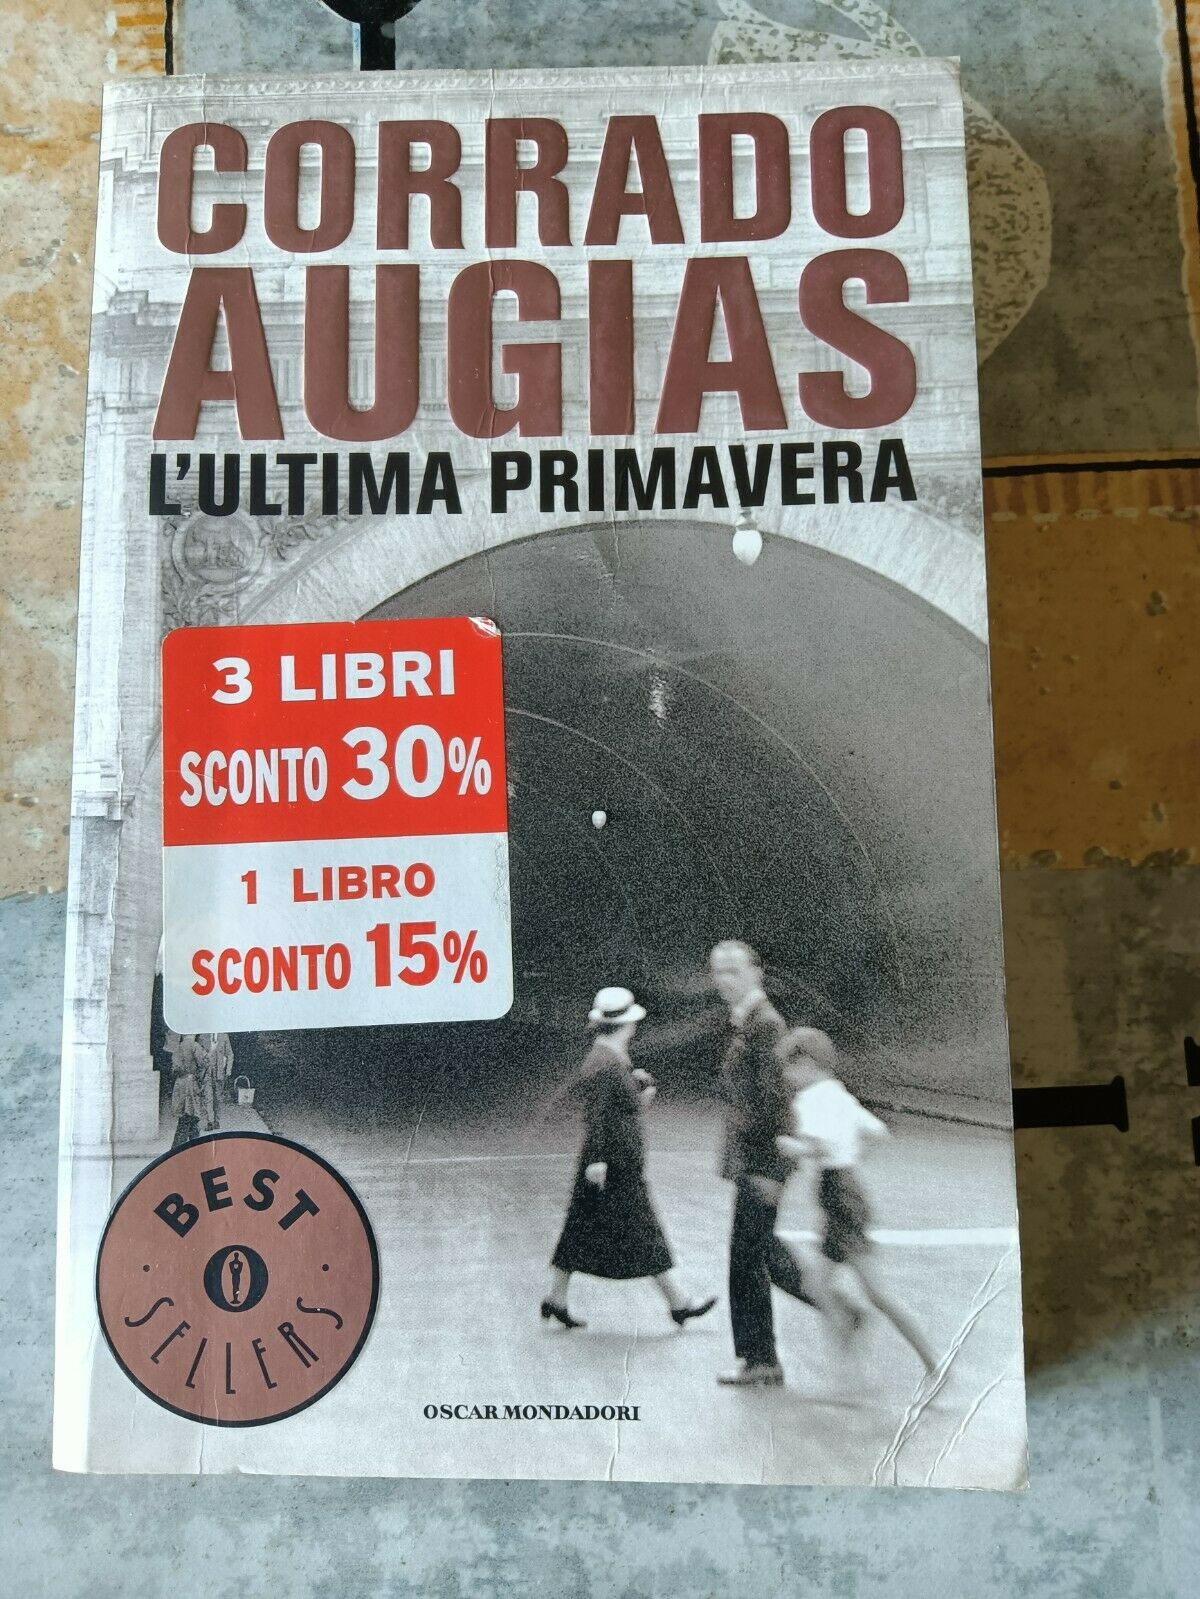 CORRADO
AUGIAS
L'ULTIMA PRIMAVERA
3 LIBRI
SCONTO 30%
1 LIBRO
SCONTO 15%
BEST
O
SELLERS
OSCAR MONDADORI